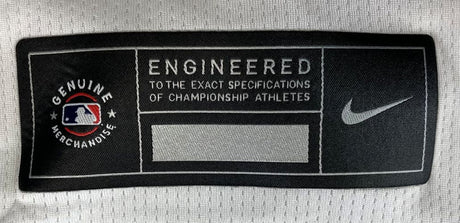 GENUINE
MERCHANDISE
ENGINEERED
TO THE EXACT SPECIFICATIONS
OF CHAMPIONSHIP ATHLETES